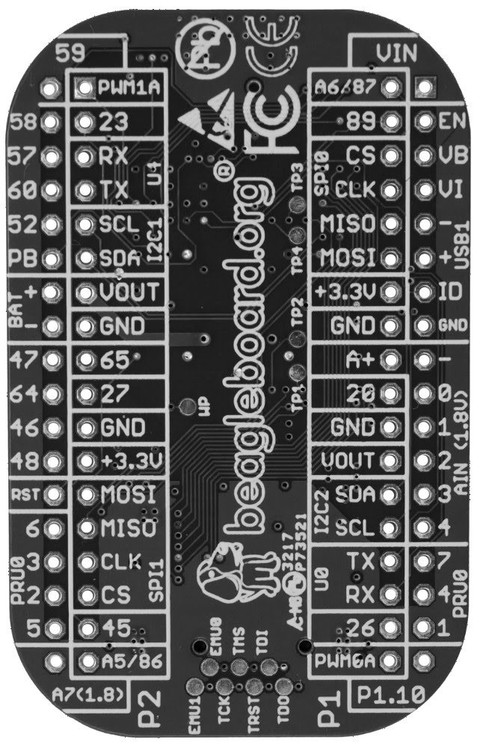 59 VIN
PWM1A A6/87
58 23 89 EN
57 RX CS VB
60 TX CLK VI
U4 SPI0
52 SCL MISO -
PB SDA MOSI +
I2C1 USB1
+ VOUT +3.3V ID
- GND GND GND
BAT
47 65 A+ -
64 27 20 0
46 GND GND 1
48 +3.3V VOUT 2
AIN (1.8V)
RST MOSI SDA 3
6 MISO SCL 4
I2C2
3 CLK TX 7
2 CS RX 4
PRU0 SPI1 U0 PRU0
5 45 26 1
A5/86 PWM0A
A7(1.8) P2 P1 P1.10
FC
beagleboard.org®
TP3
TP4
TP2
TP1
WP
3217
P73521
EMU0 TMS TDI
EMU1 TCK TRST TDO